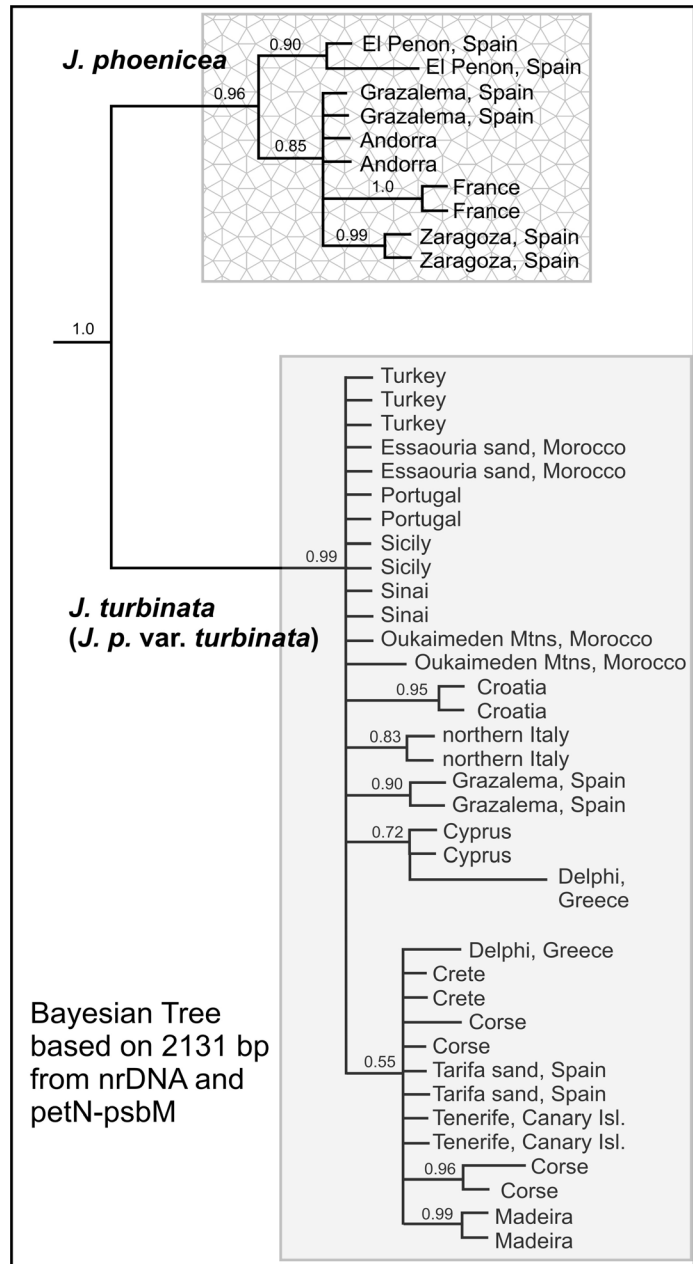 J. phoenicea
0.90
El Penon, Spain
El Penon, Spain
0.96
Grazalema, Spain
Grazalema, Spain
0.85
Andorra
Andorra
1.0
France
France
0.99
Zaragoza, Spain
Zaragoza, Spain
1.0
Turkey
Turkey
Turkey
Essaouria sand, Morocco
Essaouria sand, Morocco
Portugal
Portugal
Sicily
0.99
Sicily
Sinai
Sinai
J. turbinata
(J. p. var. turbinata)
Oukaimeden Mtns, Morocco
Oukaimeden Mtns, Morocco
0.95
Croatia
Croatia
0.83
northern Italy
northern Italy
0.90
Grazalema, Spain
Grazalema, Spain
0.72
Cyprus
Cyprus
Delphi,
Greece
Delphi, Greece
Crete
Crete
Corse
Corse
0.55
Tarifa sand, Spain
Tarifa sand, Spain
Tenerife, Canary Isl.
Tenerife, Canary Isl.
0.96
Corse
Corse
0.99
Madeira
Madeira
Bayesian Tree
based on 2131 bp
from nrDNA and
petN-psbM